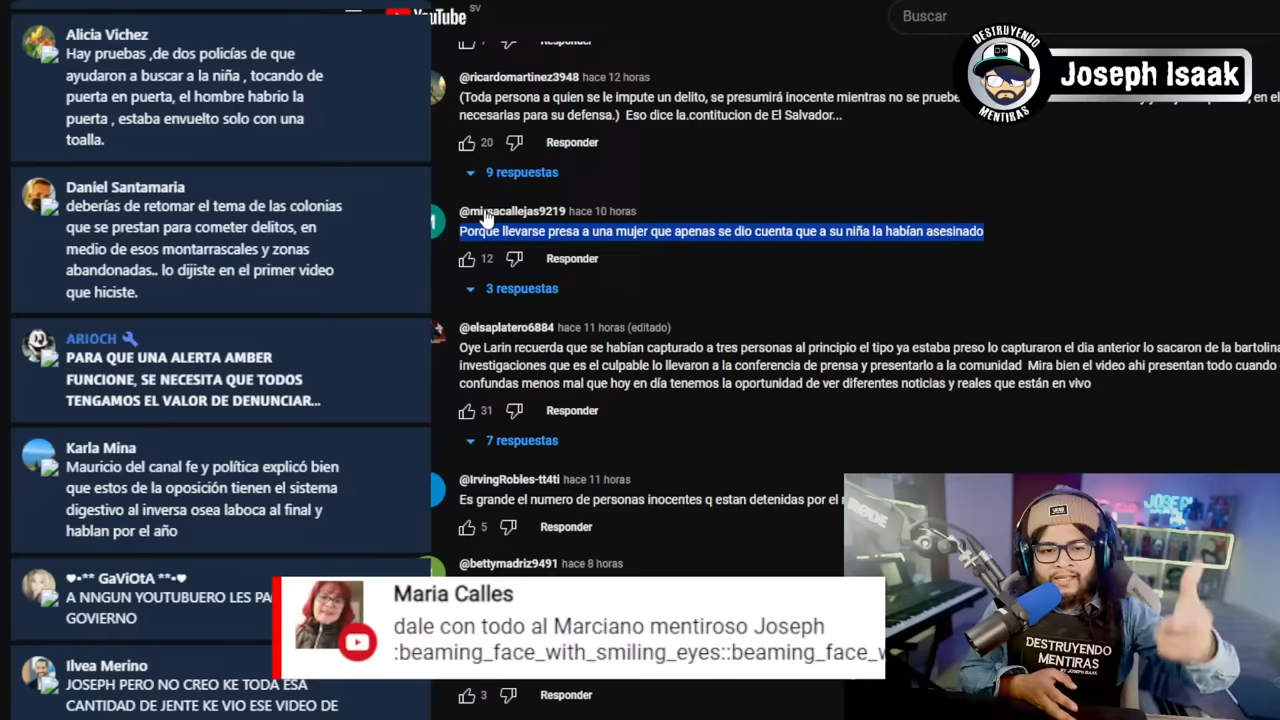 Alicia Vichez
Hay pruebas ,de dos policías de que
ayudaron a buscar a la niña , tocando de
puerta en puerta, el hombre habrio la
puerta , estaba envuelto solo con una
toalla.
Daniel Santamaria
deberías de retomar el tema de las colonias
que se prestan para cometer delitos, en
medio de esos montarrascales y zonas
abandonadas.. lo dijiste en el primer video
que hiciste.
ARIOCH
PARA QUE UNA ALERTA AMBER
FUNCIONE, SE NECESITA QUE TODOS
TENGAMOS EL VALOR DE DENUNCIAR...
Karla Mina
Mauricio del canal fe y política explicó bien
que estos de la oposición tienen el sistema
digestivo al inversa osea laboca al final y
hablan por el año
♥•** GaViOtA **•♥
A NNGUN YOUTUBUERO LES PA
GOVIERNO
Ilvea Merino
JOSEPH PERO NO CREO KE TODA ESA
CANTIDAD DE JENTE KE VIO ESE VIDEO DE
YouTube SV
Buscar
Responder
@ricardomartinez3948 hace 12 horas
(Toda persona a quien se le impute un delito, se presumirá inocente mientras no se pruebe
necesarias para su defensa.) Eso dice la.contitucion de El Salvador...
20 Responder
9 respuestas
hace 10 horas
Porque llevarse presa a una mujer que apenas se dio cuenta que a su niña la habían asesinado
12 Responder
3 respuestas
@elsaplatero6884 hace 11 horas (editado)
Oye Larin recuerda que se habían capturado a tres personas al principio el tipo ya estaba preso lo capturaron el dia anterior lo sacaron de la bartolina
investigaciones que es el culpable lo llevaron a la conferencia de prensa y presentarlo a la comunidad Mira bien el video ahi presentan todo cuando
confundas menos mal que hoy en día tenemos la oportunidad de ver diferentes noticias y reales que están en vivo
31 Responder
7 respuestas
@IrvingRobles-tt4ti hace 11 horas
Es grande el numero de personas inocentes q estan detenidas por el
5 Responder
@bettymadriz9491 hace 8 horas
3 Responder
Maria Calles
dale con todo al Marciano mentiroso Joseph
:beaming_face_with_smiling_eyes::beaming_face_w
DESTRUYENDO
DM
MENTIRAS
Joseph Isaak
RØDE
JOSEPH
DESTRUYENDO
MENTIRAS
BY JOSEPH ISAAK